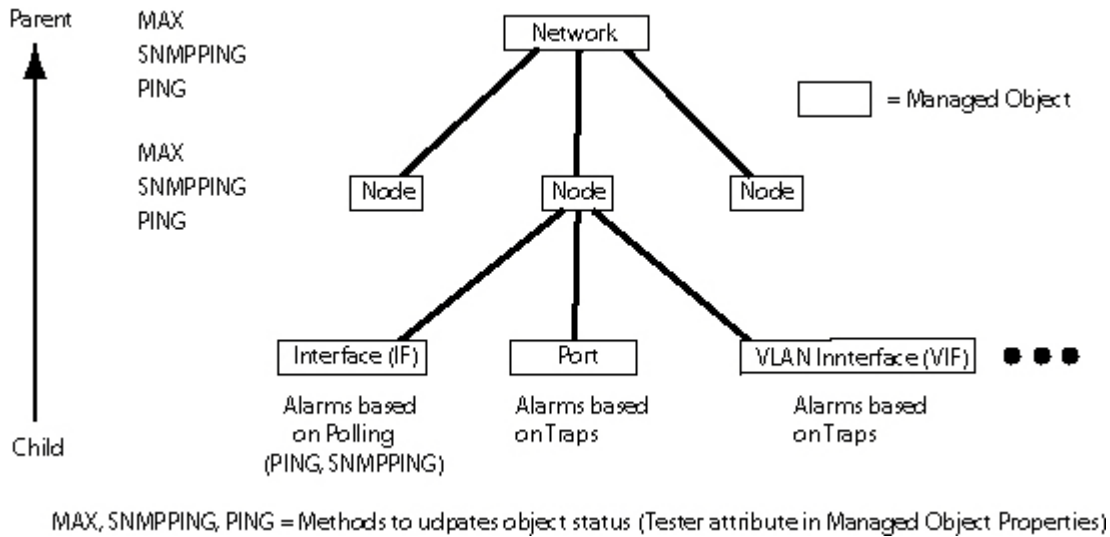 Parent
MAX
SNMPPING
PING
Network
= Managed Object
MAX
SNMPPING
PING
Node
Node
Node
Interface (IF)
Port
VLAN Innterface (VIF)
Alarms based
on Polling
(PING, SNMPPING)
Alarms based
on Traps
Alarms based
on Traps
Child
MAX, SNMPPING, PING = Methods to udpates object status (Tester attribute in Managed Object Properties)